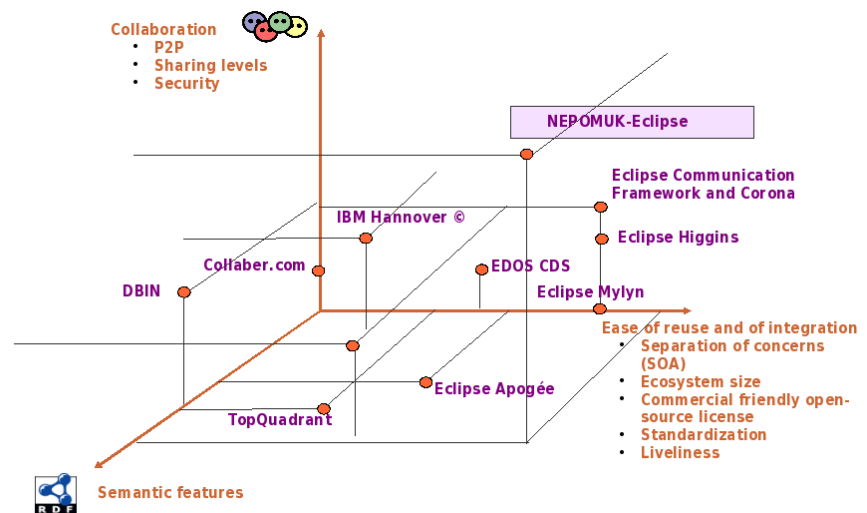 Collaboration
• P2P
• Sharing levels
• Security
NEPOMUK-Eclipse
Eclipse Communication
Framework and Corona
IBM Hannover ©
Eclipse Higgins
Collaber.com
EDOS CDS
DBIN
Eclipse Mylyn
Ease of reuse and of integration
• Separation of concerns
(SOA)
• Ecosystem size
• Commercial friendly open-
source license
• Standardization
• Liveliness
Eclipse Apogée
TopQuadrant
Semantic features
RDF